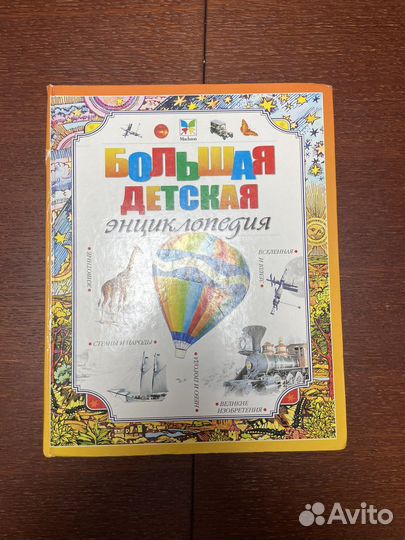 Machaon
БОЛЬШАЯ
ДЕТСКАЯ
ЭНЦИКЛОПЕДИЯ
ЖИВОТНЫЕ
ВСЕЛЕННАЯ
И ЗЕМЛЯ
СТРАНЫ И НАРОДЫ
НЕБО И ПОГОДА
ВЕЛИКИЕ
ИЗОБРЕТЕНИЯ
Avito